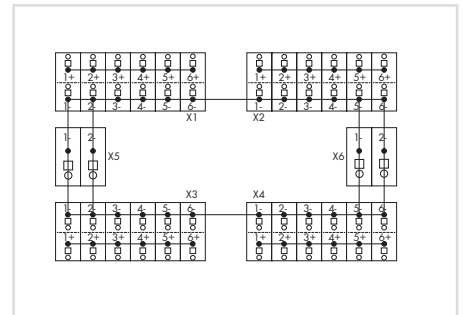 1+ 2+ 3+ 4+ 5+ 6+ 1+ 2+ 3+ 4+ 5+ 6+
1- 2- 3- 4- 5- 6- 1- 2- 3- 4- 5- 6-
X1 X2
1- 2- 1- 2-
X5 X6
X3 X4
1- 2- 3- 4- 5- 6- 1- 2- 3- 4- 5- 6-
1+ 2+ 3+ 4+ 5+ 6+ 1+ 2+ 3+ 4+ 5+ 6+